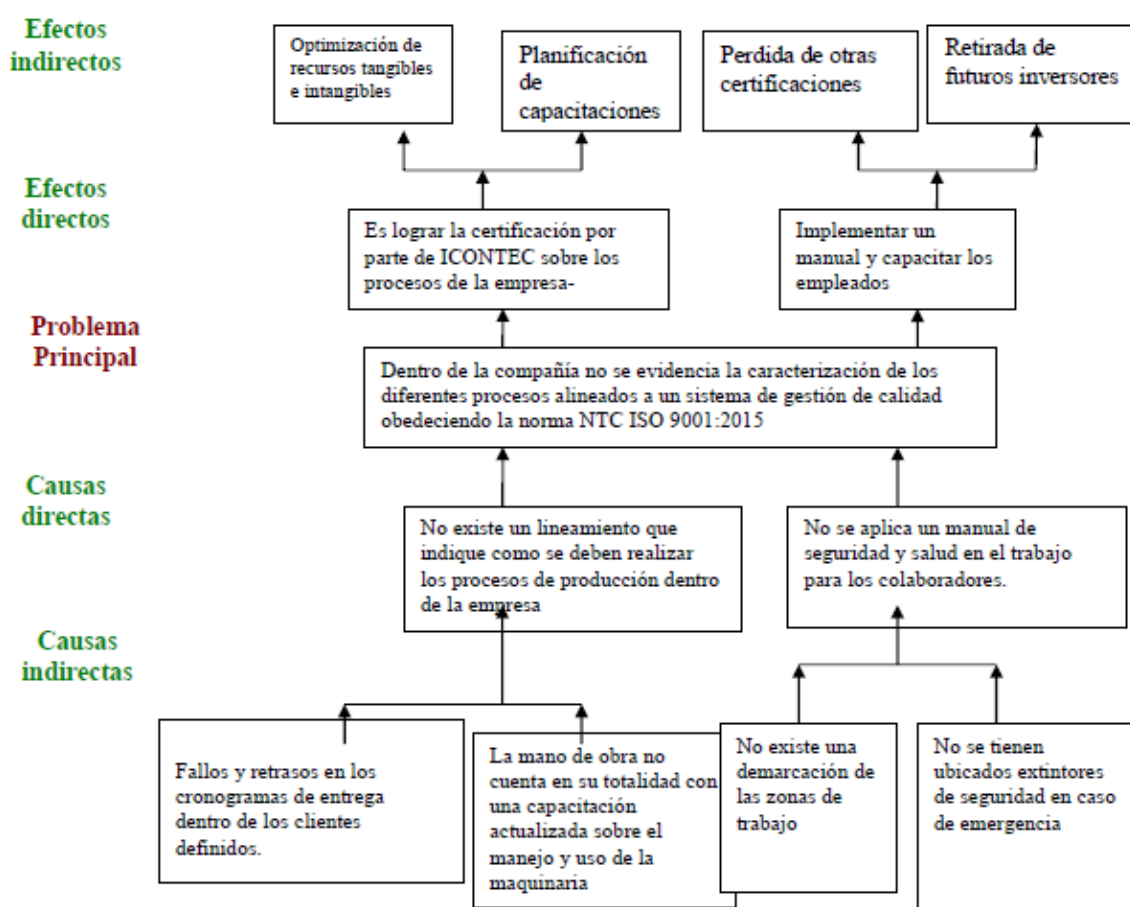 Efectos
indirectos
Optimización de
recursos tangibles
e intangibles
Planificación
de
capacitaciones
Perdida de otras
certificaciones
Retirada de
futuros inversores
Efectos
directos
Es lograr la certificación por
parte de ICONTEC sobre los
procesos de la empresa-
Implementar un
manual y capacitar los
empleados
Problema
Principal
Dentro de la compañía no se evidencia la caracterización de los
diferentes procesos alineados a un sistema de gestión de calidad
obedeciendo la norma NTC ISO 9001:2015
Causas
directas
No existe un lineamiento que
indique como se deben realizar
los procesos de producción dentro
de la empresa
No se aplica un manual de
seguridad y salud en el trabajo
para los colaboradores.
Causas
indirectas
Fallos y retrasos en los
cronogramas de entrega
dentro de los clientes
definidos.
La mano de obra no
cuenta en su totalidad con
una capacitación
actualizada sobre el
manejo y uso de la
maquinaria
No existe una
demarcación de
las zonas de
trabajo
No se tienen
ubicados extintores
de seguridad en caso
de emergencia